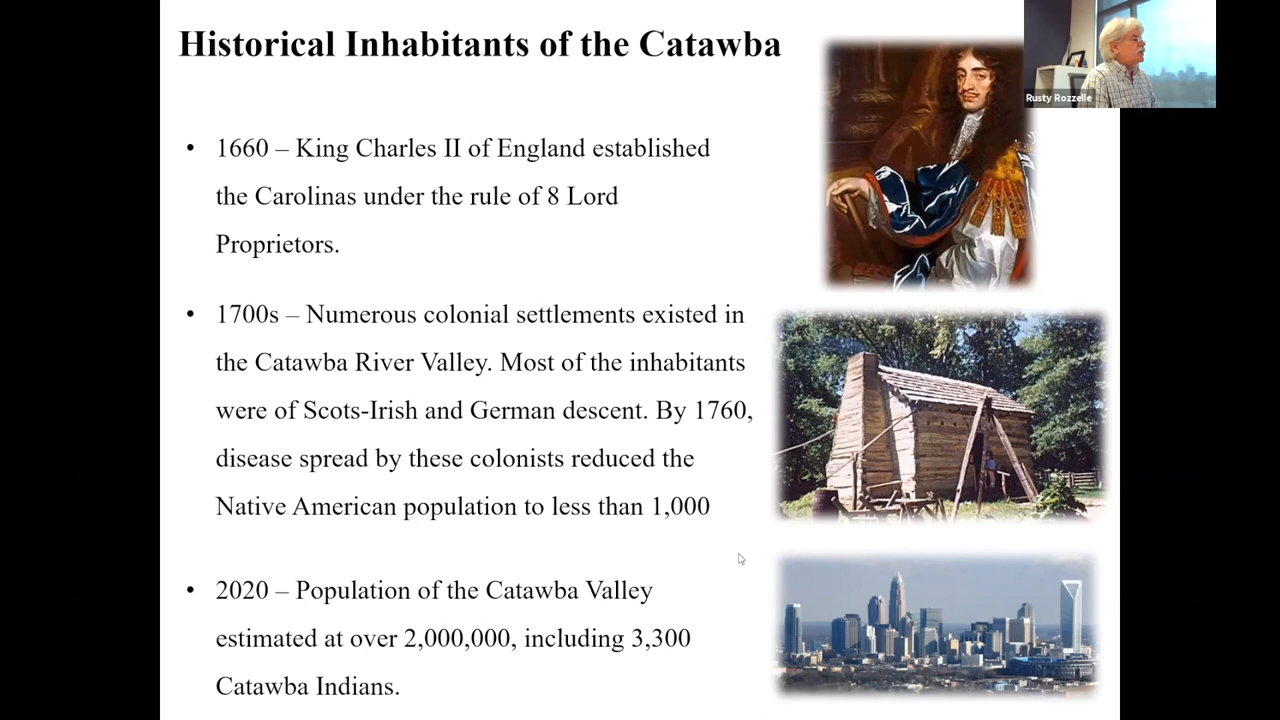 Historical Inhabitants of the Catawba
Rusty Rozzelle
• 1660 – King Charles II of England established
the Carolinas under the rule of 8 Lord
Proprietors.
• 1700s – Numerous colonial settlements existed in
the Catawba River Valley. Most of the inhabitants
were of Scots-Irish and German descent. By 1760,
disease spread by these colonists reduced the
Native American population to less than 1,000
• 2020 – Population of the Catawba Valley
estimated at over 2,000,000, including 3,300
Catawba Indians.